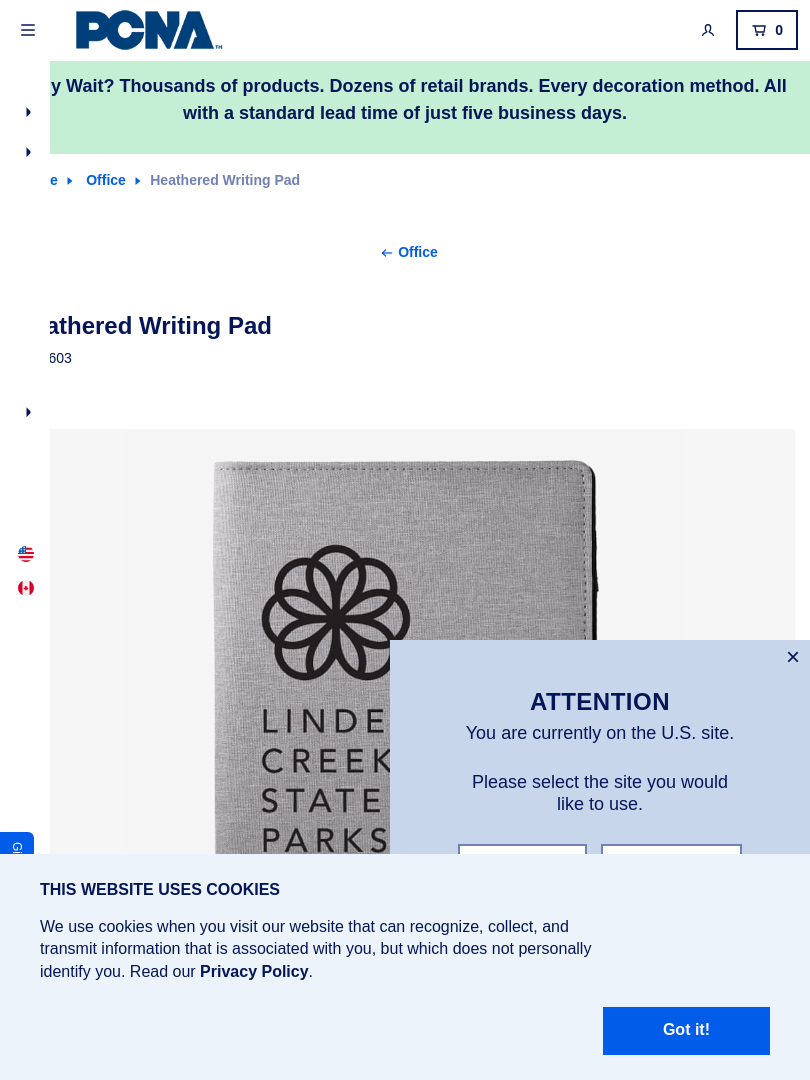 PCNA™
0
y Wait? Thousands of products. Dozens of retail brands. Every decoration method. All
with a standard lead time of just five business days.
Office
Heathered Writing Pad
Office
athered Writing Pad
603
LINDE
CREEK
STATE
PARKS
ATTENTION
You are currently on the U.S. site.
Please select the site you would
like to use.
THIS WEBSITE USES COOKIES
We use cookies when you visit our website that can recognize, collect, and
transmit information that is associated with you, but which does not personally
identify you. Read our Privacy Policy.
Got it!